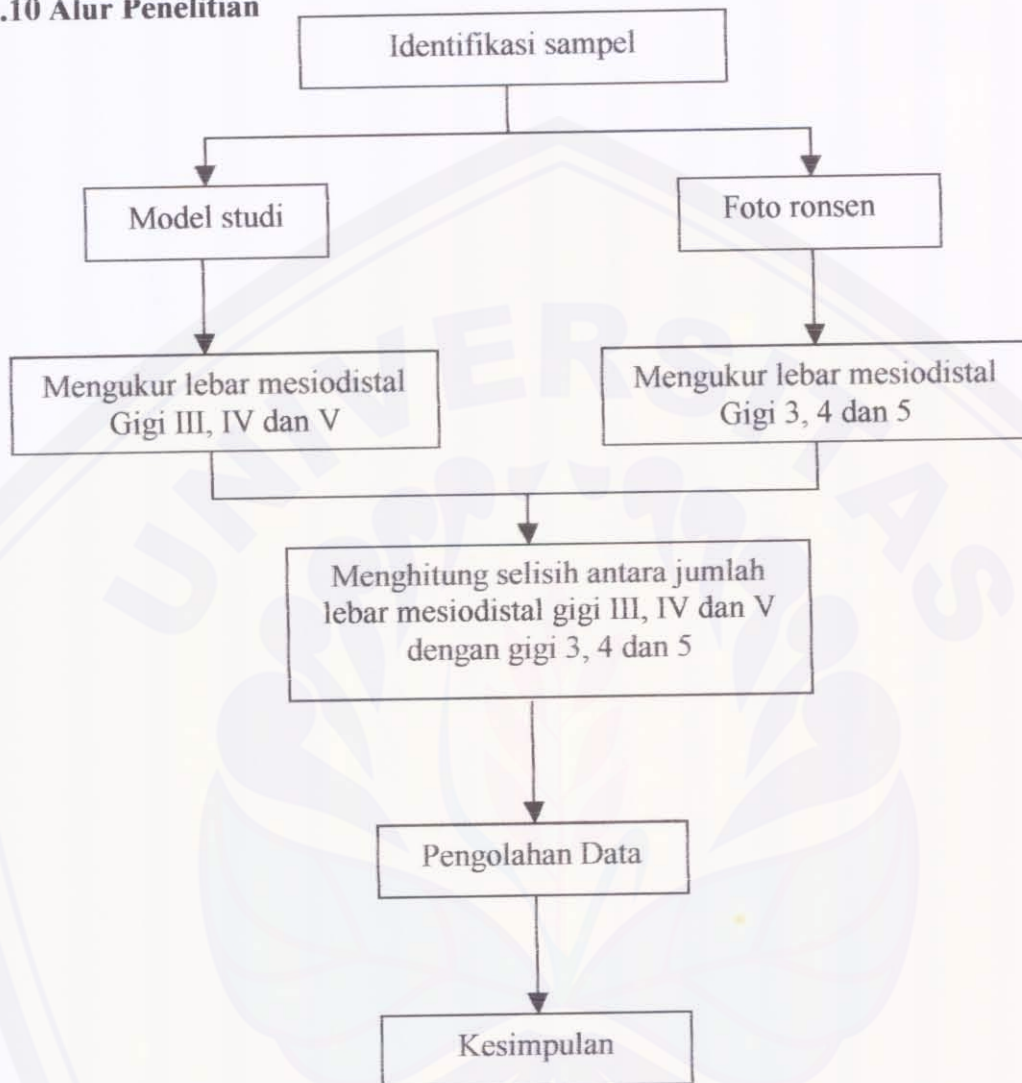 .10 Alur Penelitian
Identifikasi sampel
Model studi
Foto ronsen
Mengukur lebar mesiodistal
Gigi III, IV dan V
Mengukur lebar mesiodistal
Gigi 3, 4 dan 5
Menghitung selisih antara jumlah
lebar mesiodistal gigi III, IV dan V
dengan gigi 3, 4 dan 5
Pengolahan Data
Kesimpulan
UNIVERSITAS